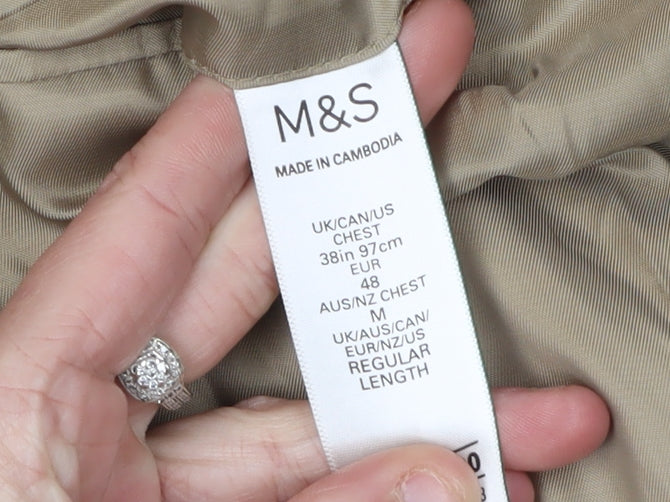 M&S
MADE IN CAMBODIA
UK/CAN/US
CHEST
38in 97cm
EUR
48
AUS/NZ CHEST
M
UK/AUS/CAN/
EUR/NZ/US
REGULAR
LENGTH